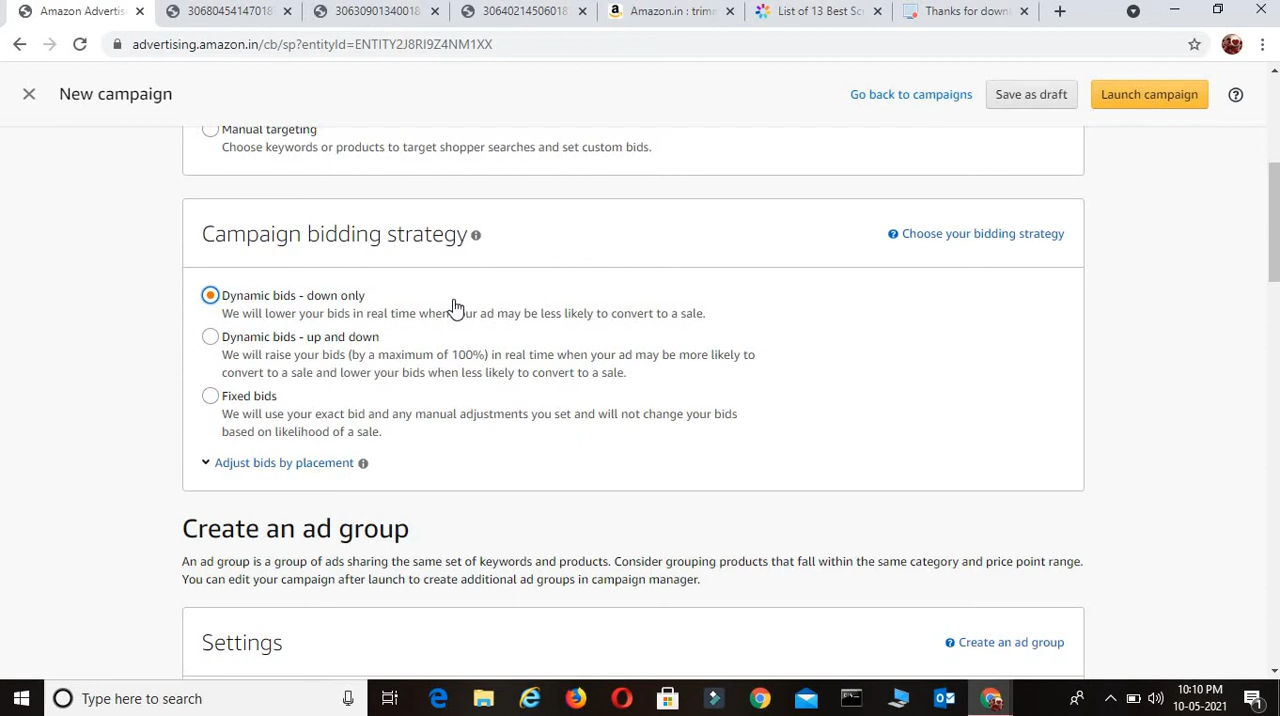 Amazon Advertis
30680454147018
306309013400 18
306402145060 18
Amazon.in : trimm
List of 13 Best Scr
Thanks for downl
advertising.amazon.in/cb/sp?entityId=ENTITY2J8RI9Z4NM1XX
New campaign
Go back to campaigns
Save as draft
Launch campaign
Manual targeting
Choose keywords or products to target shopper searches and set custom bids.
Campaign bidding strategy
Choose your bidding strategy
Dynamic bids - down only
We will lower your bids in real time when your ad may be less likely to convert to a sale.
Dynamic bids - up and down
We will raise your bids (by a maximum of 100%) in real time when your ad may be more likely to
convert to a sale and lower your bids when less likely to convert to a sale.
Fixed bids
We will use your exact bid and any manual adjustments you set and will not change your bids
based on likelihood of a sale.
Adjust bids by placement
Create an ad group
An ad group is a group of ads sharing the same set of keywords and products. Consider grouping products that fall within the same category and price point range.
You can edit your campaign after launch to create additional ad groups in campaign manager.
Settings
Create an ad group
Type here to search
10:10 PM
10-05-2021
1